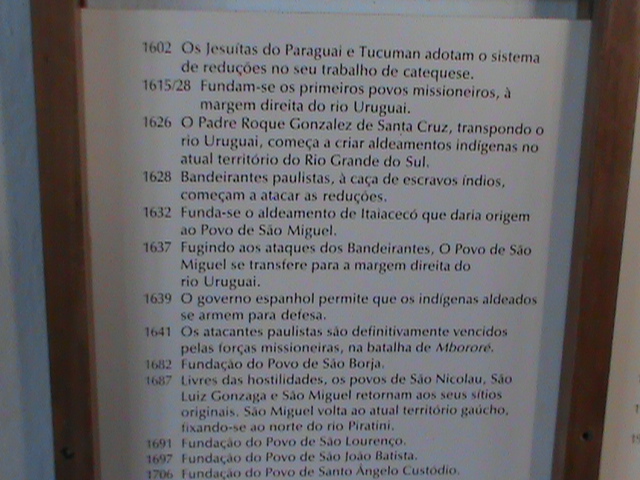 1602 Os Jesuítas do Paraguai e Tucuman adotam o sistema
de reduções no seu trabalho de catequese.
1615/28 Fundam-se os primeiros povos missioneiros, à
margem direita do rio Uruguai.
1626 O Padre Roque Gonzalez de Santa Cruz, transpondo o
rio Uruguai, começa a criar aldeamentos indígenas no
atual território do Rio Grande do Sul.
1628 Bandeirantes paulistas, à caça de escravos índios,
começam a atacar as reduções.
1632 Funda-se o aldeamento de Itaiacecó que daria origem
ao Povo de São Miguel.
1637 Fugindo aos ataques dos Bandeirantes, O Povo de São
Miguel se transfere para a margem direita do
rio Uruguai.
1639 O governo espanhol permite que os indígenas aldeados
se armem para defesa.
1641 Os atacantes paulistas são definitivamente vencidos
pelas forças missioneiras, na batalha de Mbororé.
1682 Fundação do Povo de São Borja.
1687 Livres das hostilidades, os povos de São Nicolau, São
Luiz Gonzaga e São Miguel retornam aos seus sítios
originais. São Miguel volta ao atual território gaúcho,
fixando-se ao norte do rio Piratini.
1691 Fundação do Povo de São Lourenço.
1697 Fundação do Povo de São João Batista.
1706 Fundação do Povo de Santo Ângelo Custódio.